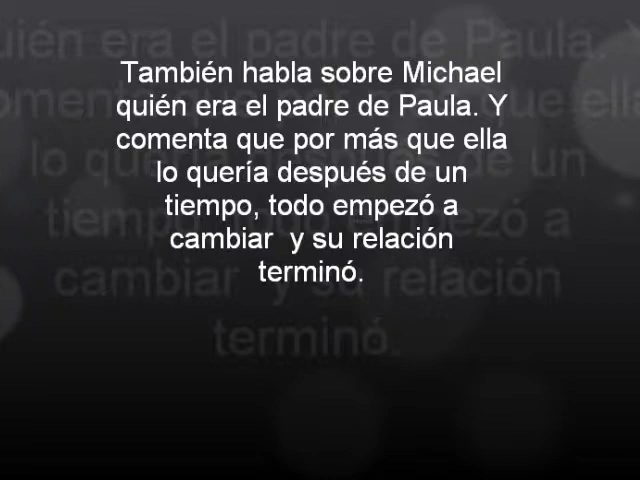 También habla sobre Michael
quién era el padre de Paula. Y
comenta que por más que ella
lo quería después de un
tiempo, todo empezó a
cambiar  y su relación
terminó.